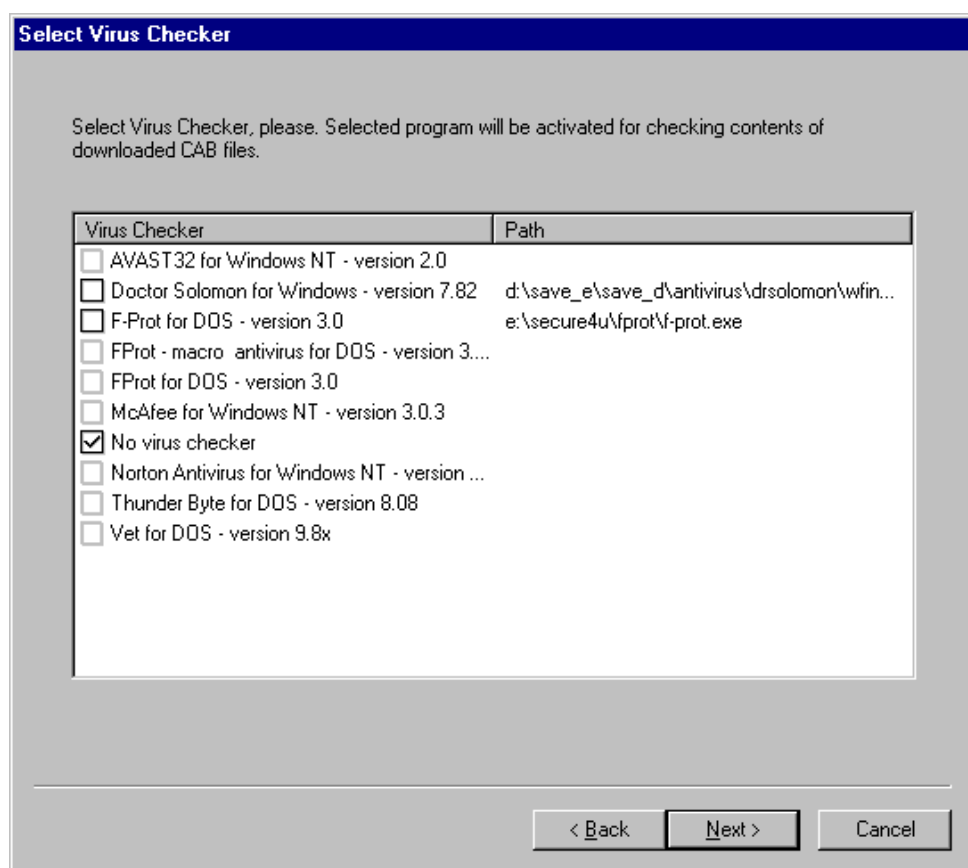 Select Virus Checker
Select Virus Checker, please. Selected program will be activated for checking contents of
downloaded CAB files.
Virus Checker Path
AVAST32 for Windows NT - version 2.0
Doctor Solomon for Windows - version 7.82 d:\save_e\save_d\antivirus\drsolomon\wfin...
F-Prot for DOS - version 3.0 e:\secure4u\fprot\f-prot.exe
FProt - macro antivirus for DOS - version 3....
FProt for DOS - version 3.0
McAfee for Windows NT - version 3.0.3
No virus checker
Norton Antivirus for Windows NT - version ...
Thunder Byte for DOS - version 8.08
Vet for DOS - version 9.8x
< Back Next > Cancel